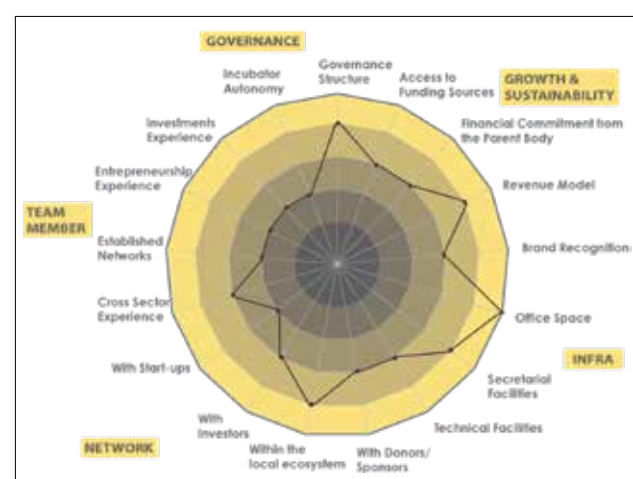 GOVERNANCE
Governance
Structure
Incubator
Autonomy
Access to
Funding Sources
GROWTH &
SUSTAINABILITY
Investments
Experience
Financial Commitment from
the Parent Body
Entrepreneurship
Experience
Revenue Model
TEAM
MEMBER
Established
Networks
Brand Recognition
Cross Sector
Experience
Office Space
With Start-ups
INFRA
Secretarial
Facilities
With
Investors
Technical Facilities
NETWORK
Within the
local ecosystem
With Donors/
Sponsors